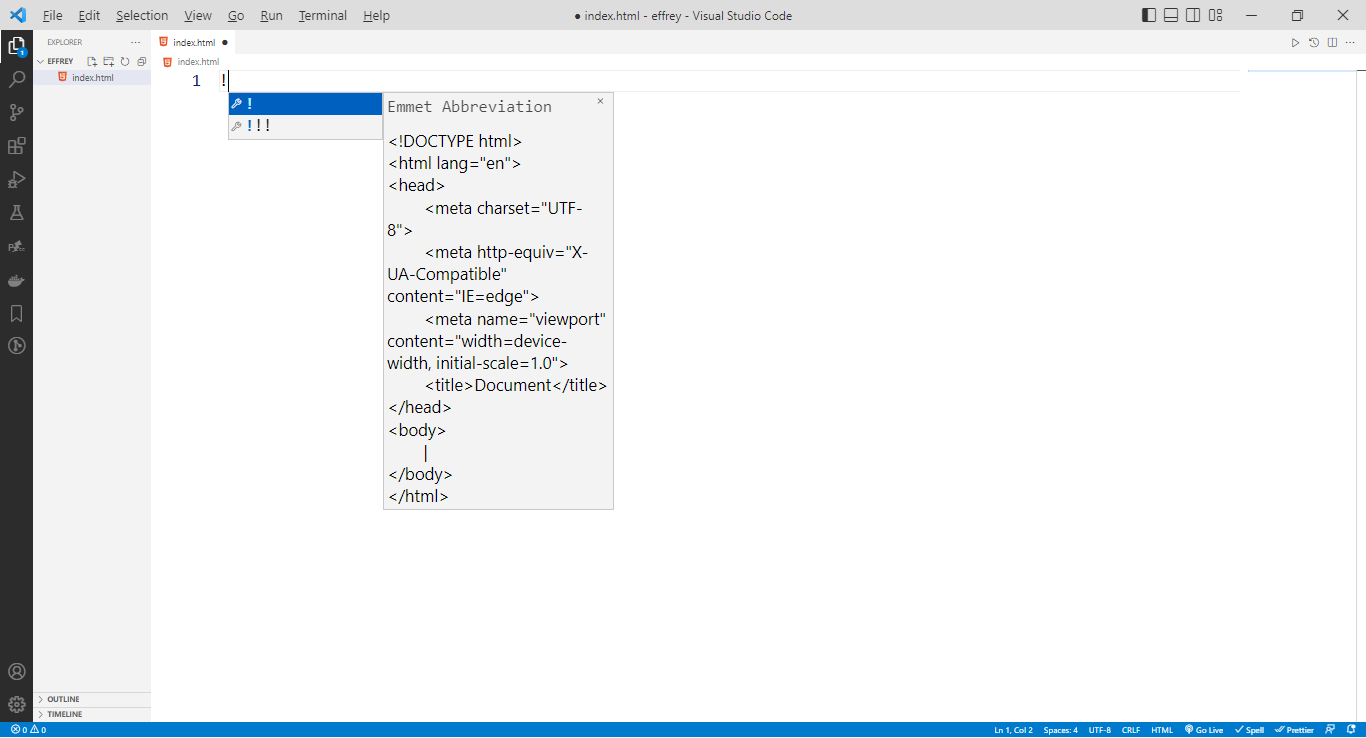 File Edit Selection View Go Run Terminal Help
● index.html - effrey - Visual Studio Code
EXPLORER
index.html ●
EFFREY
index.html
index.html
1 !
!
!!!
Emmet Abbreviation
<!DOCTYPE html>
<html lang="en">
<head>
<meta charset="UTF-
8">
<meta http-equiv="X-
UA-Compatible"
content="IE=edge">
<meta name="viewport"
content="width=device-
width, initial-scale=1.0">
<title>Document</title>
</head>
<body>
|
</body>
</html>
OUTLINE
TIMELINE
0 0 Ln 1, Col 2 Spaces: 4 UTF-8 CRLF HTML Go Live Spell Prettier